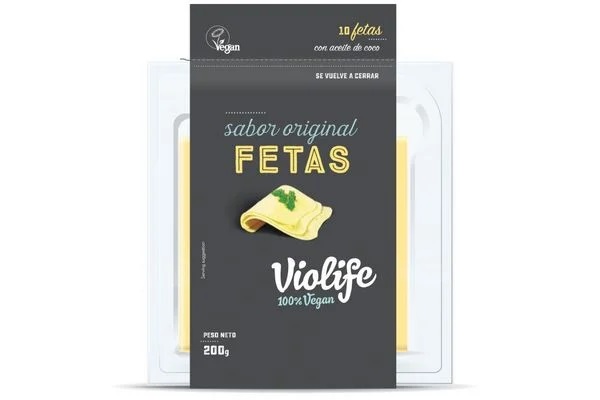 Vegan
10 fetas
con aceite de coco
SE VUELVE A CERRAR
sabor original
FETAS
Serving suggestion
Violife
100% Vegan
PESO NETO
200g